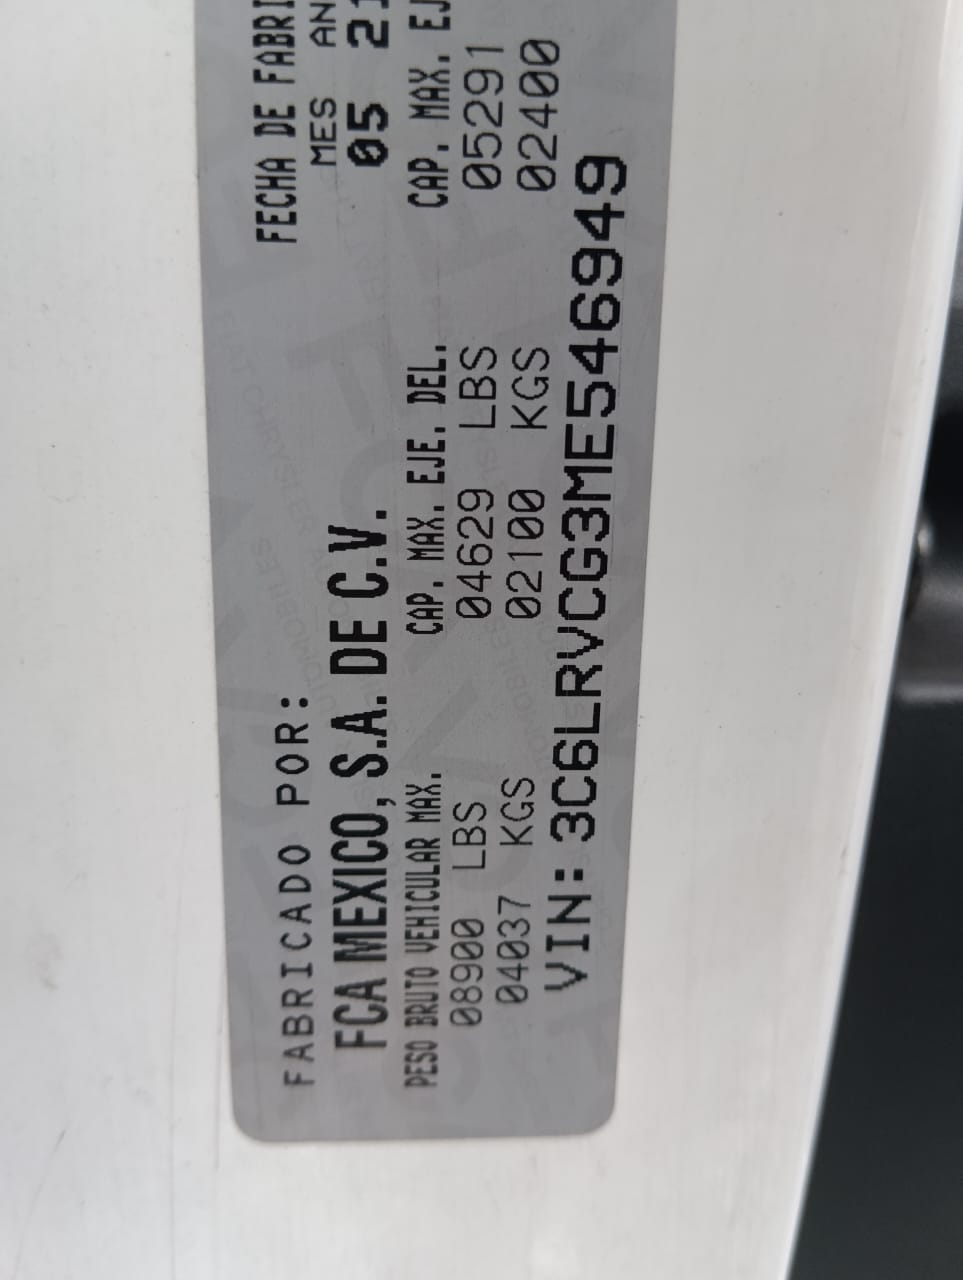 FABRICADO POR:
FECHA DE FABRI
MES AN
FCA MEXICO, S.A. DE C.V.
05 21
PESO BRUTO VEHICULAR MAX. CAP. MAX. EJE. DEL. CAP. MAX. EJ
08900 LBS 04629 LBS 05291
04037 KGS 02100 KGS 02400
VIN: 3C6LRVCG3ME546949